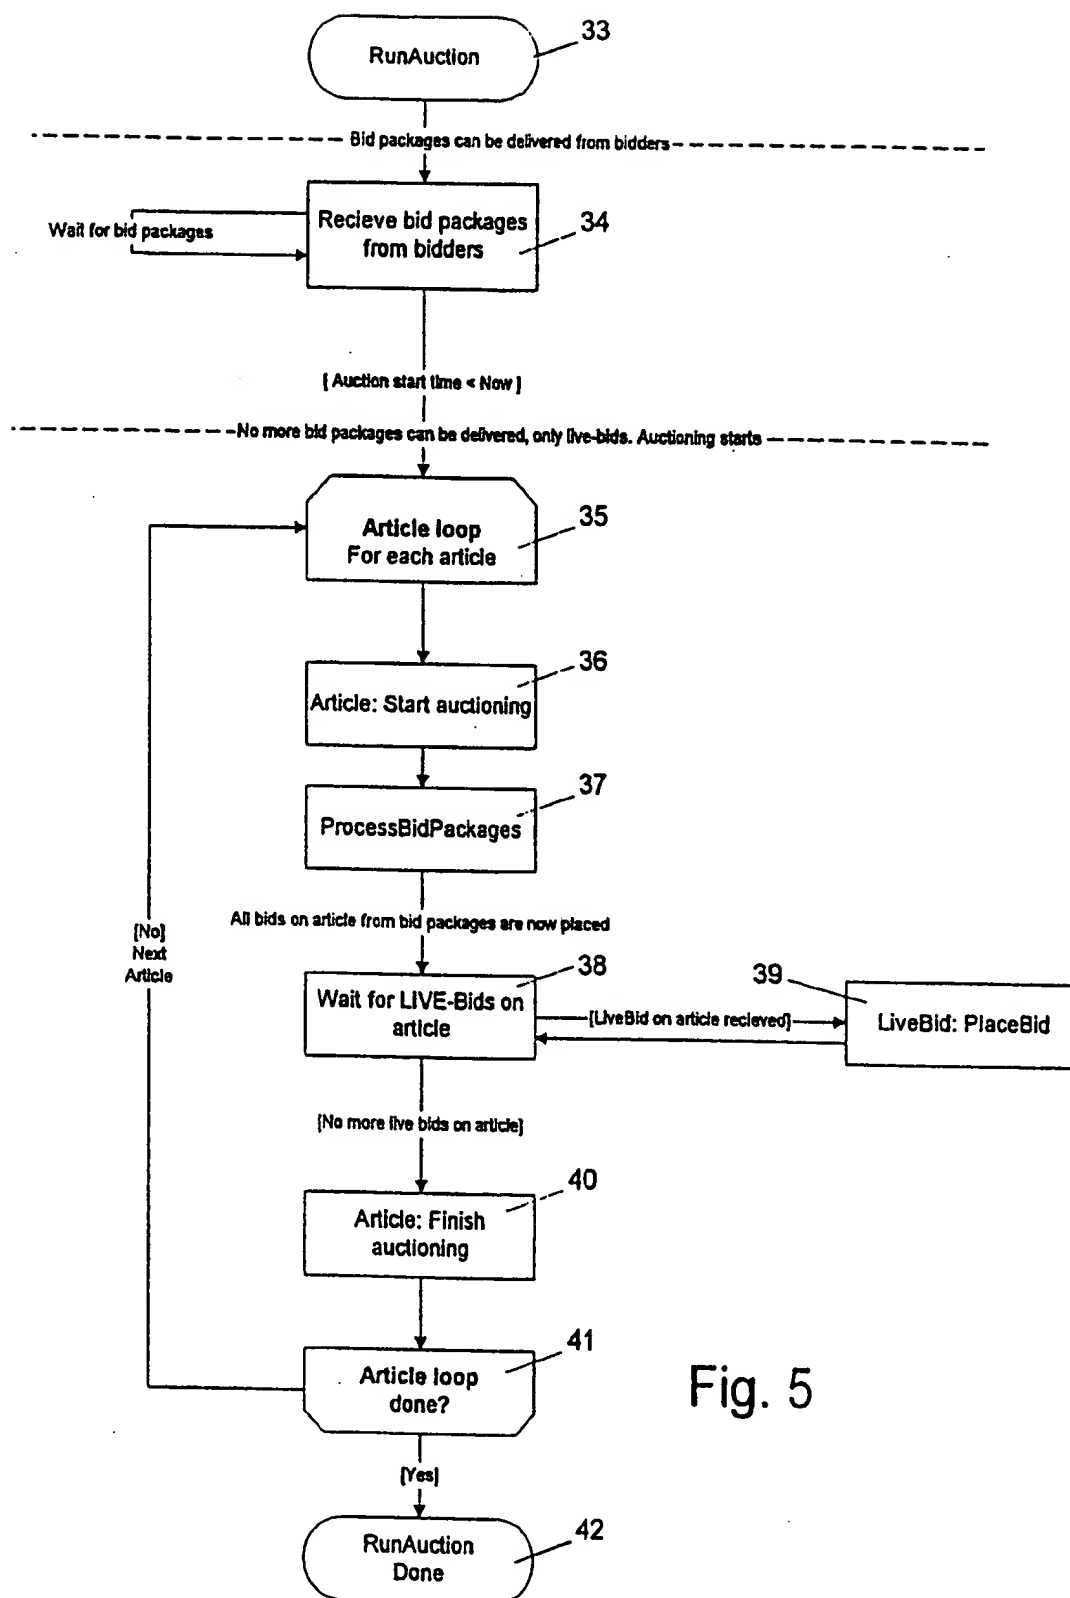 RunAuction
33
Bid packages can be delivered from bidders
Recieve bid packages
from bidders
34
Wait for bid packages
[ Auction start time < Now ]
No more bid packages can be delivered, only live-bids. Auctioning starts
Article loop
For each article
35
36
Article: Start auctioning
37
ProcessBidPackages
All bids on article from bid packages are now placed
[No]
Next
Article
38
Wait for LIVE-Bids on
article
[LiveBid on article recieved]
39
LiveBid: PlaceBid
[No more live bids on article]
40
Article: Finish
auctioning
41
Article loop
done?
Fig. 5
[Yes]
RunAuction
Done
42